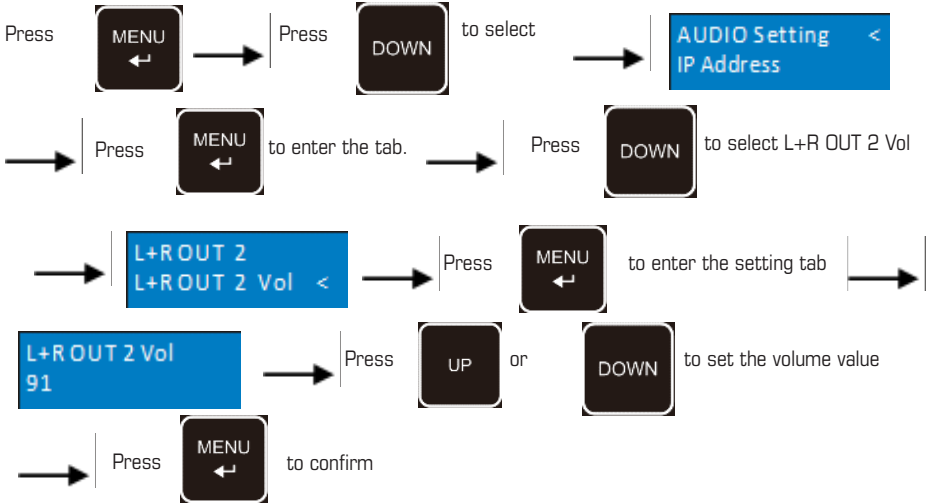 Press MENU Press DOWN to select AUDIO Setting <
IP Address
Press MENU to enter the tab. Press DOWN to select L+R OUT 2 Vol
L+R OUT 2
L+R OUT 2 Vol < Press MENU to enter the setting tab
L+R OUT 2 Vol
91
Press UP or DOWN to set the volume value
Press MENU to confirm